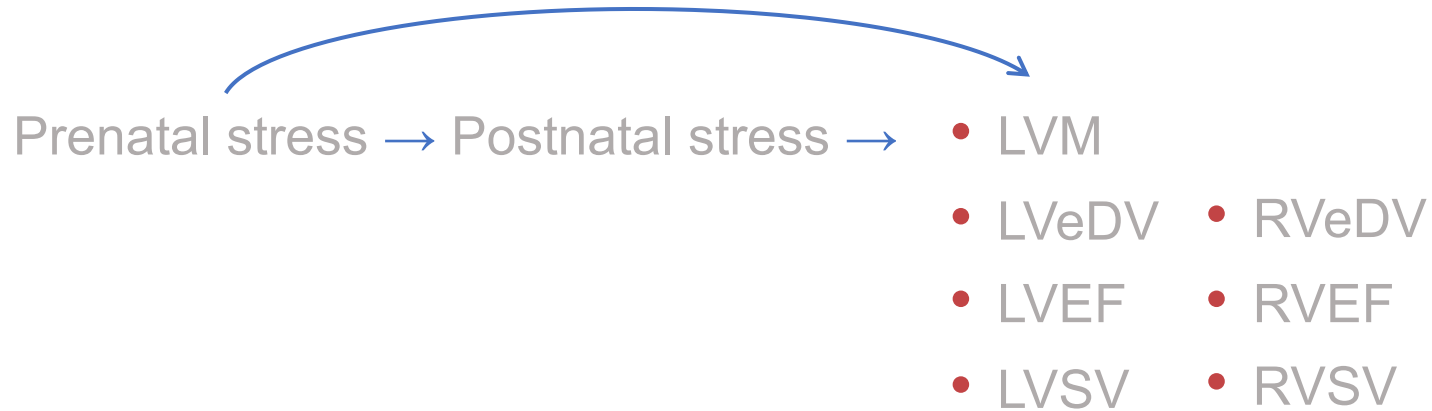 Prenatal stress → Postnatal stress → • LVM
• LVeDV • RVeDV
• LVEF • RVEF
• LVSV • RVSV